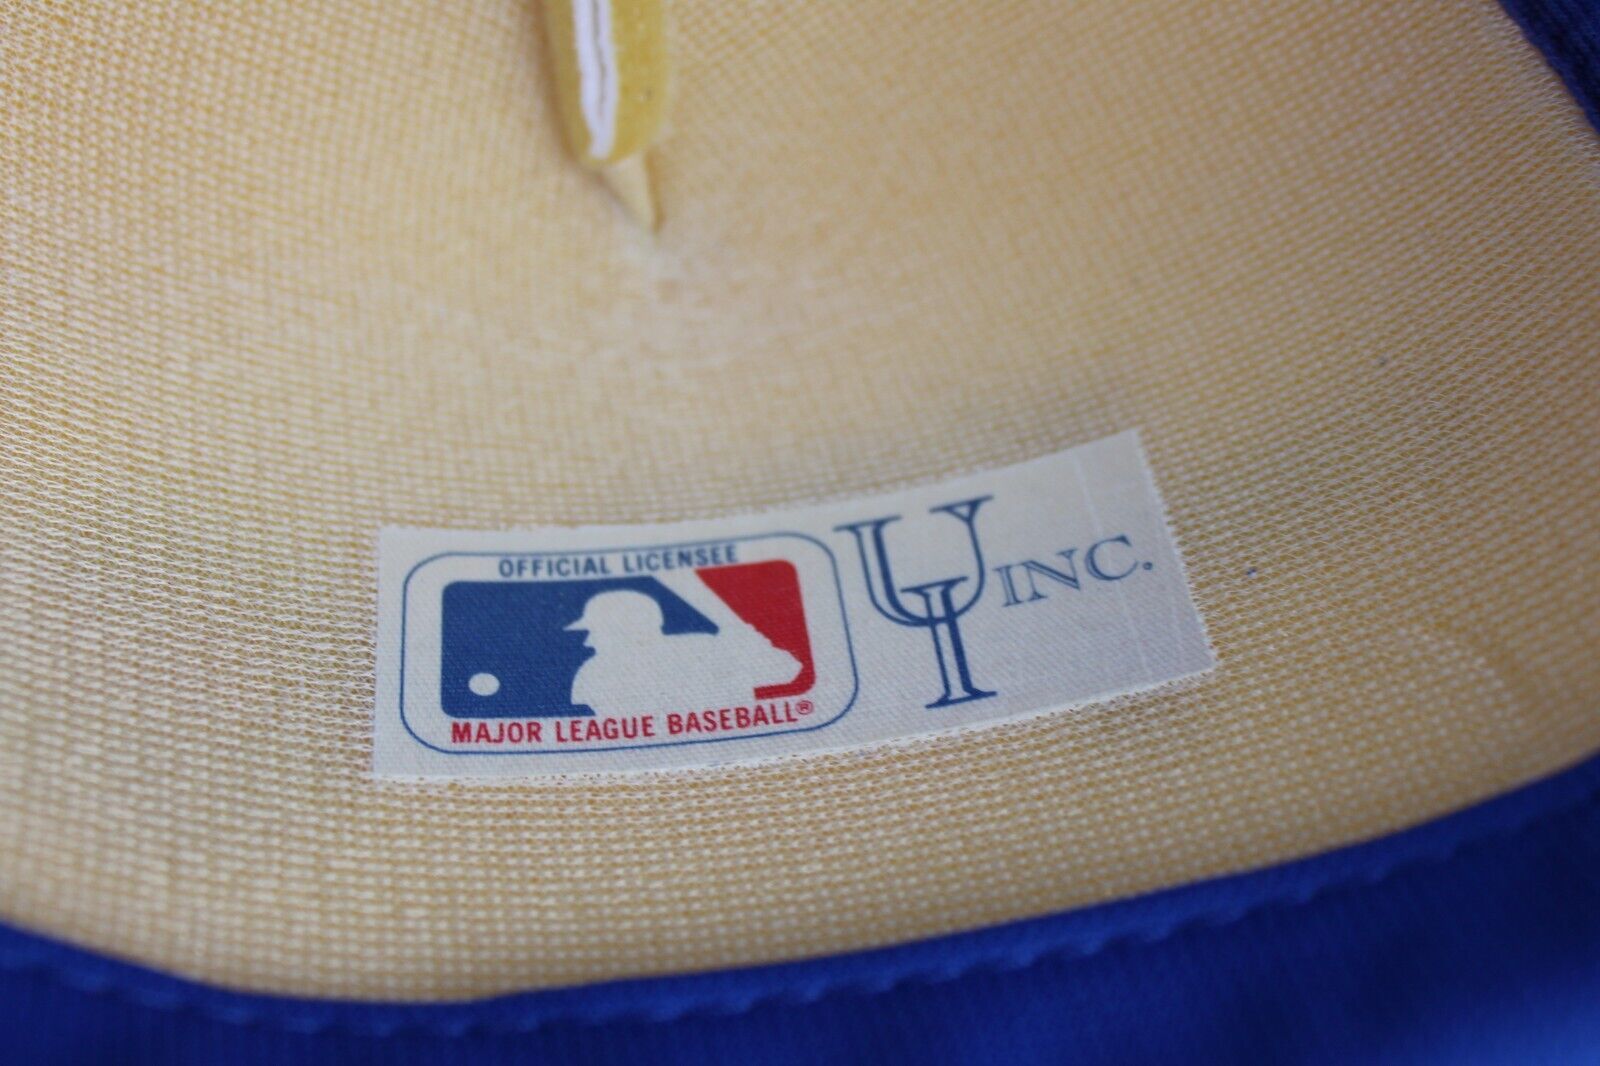 OFFICIAL LICENSEE
MAJOR LEAGUE BASEBALL®
UI INC.